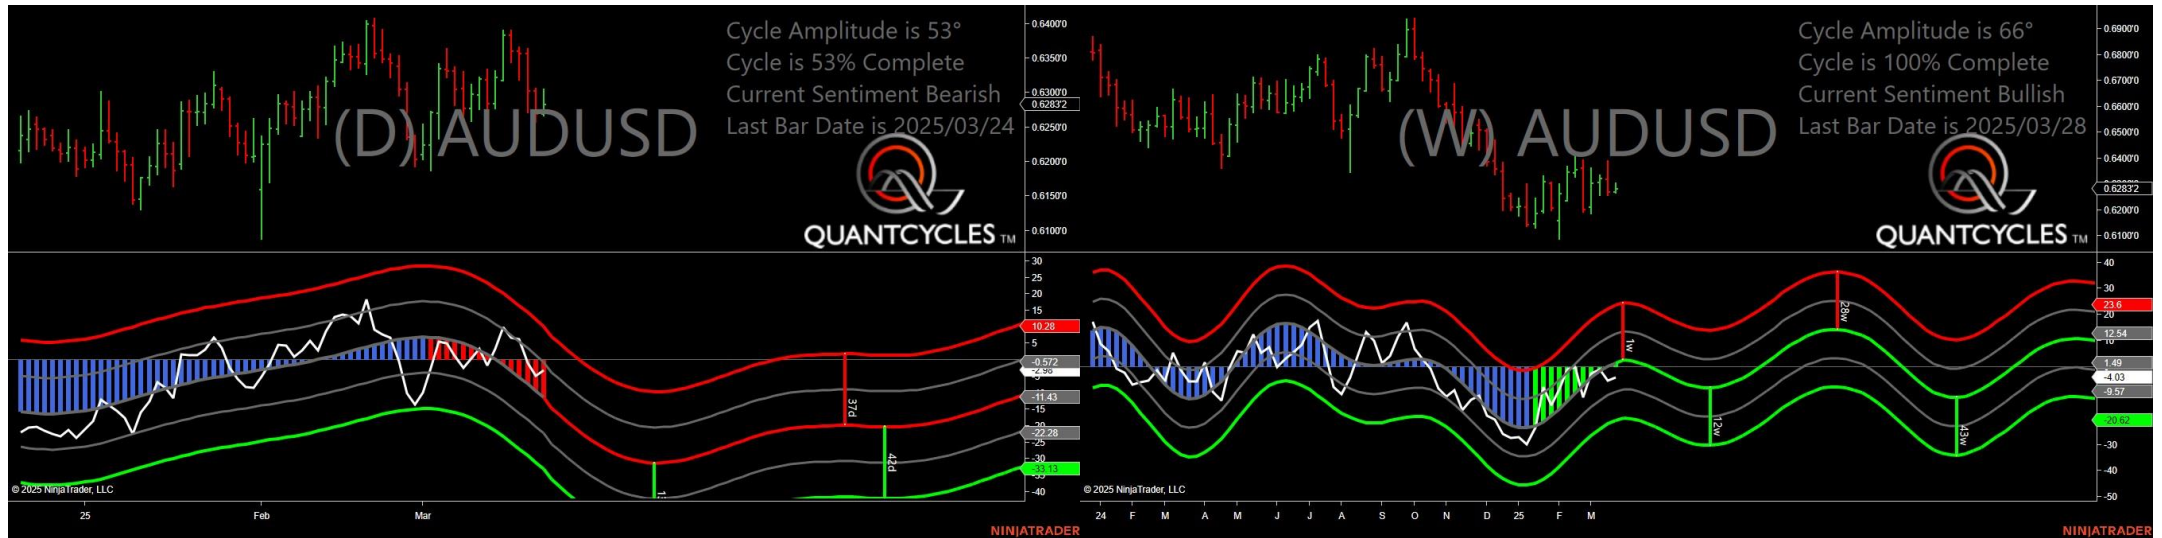 Cycle Amplitude is 53°
Cycle is 53% Complete
Current Sentiment Bearish
Last Bar Date is 2025/03/24
(D) AUDUSD
QUANTCYCLES TM
0.6400'0
0.6350'0
0.6300'0
0.6283'2
0.6250'0
0.6200'0
0.6150'0
0.6100'0
30
25
20
15
10.28
5
-0.572
-2.98
-11.43
-15
-20
-22.28
-25
-30
-33.13
-40
37d
42d
© 2025 NinjaTrader, LLC
25
Feb
Mar
NINJATRADER
Cycle Amplitude is 66°
Cycle is 100% Complete
Current Sentiment Bullish
Last Bar Date is 2025/03/28
(W) AUDUSD
QUANTCYCLES TM
0.6900'0
0.6800'0
0.6700'0
0.6600'0
0.6500'0
0.6400'0
0.6283'2
0.6200'0
0.6100'0
40
30
23.6
20
12.54
10
1.49
-4.03
-9.57
-20.62
-30
-40
-50
1w
12w
28w
43w
© 2025 NinjaTrader, LLC
24 F M A M J J A S O N D 25 F M
NINJATRADER